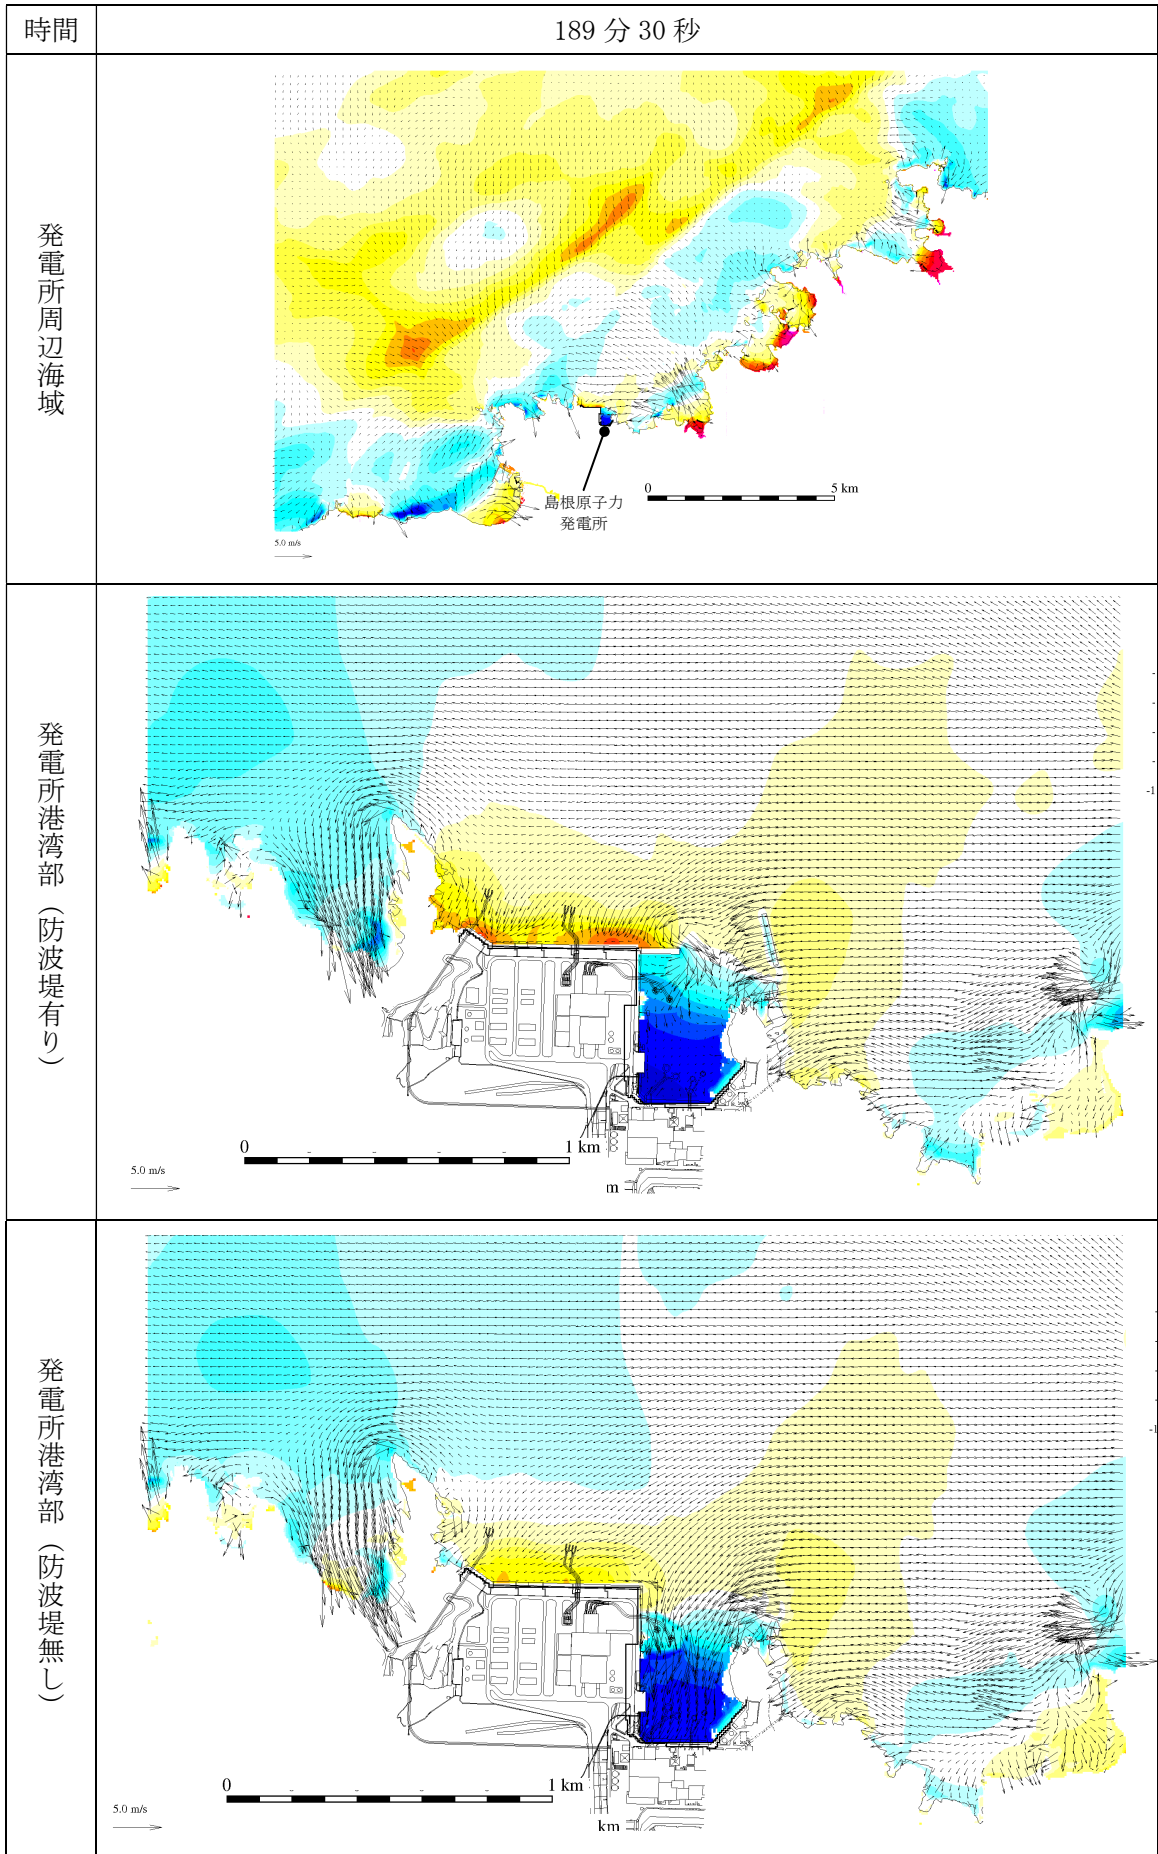 時間
189 分 30 秒
発電所周辺海域
島根原子力
発電所
0
5 km
5.0 m/s
発電所港湾部（防波堤有り）
-1
0
1 km
5.0 m/s
m
発電所港湾部（防波堤無し）
-1
0
1 km
5.0 m/s
km